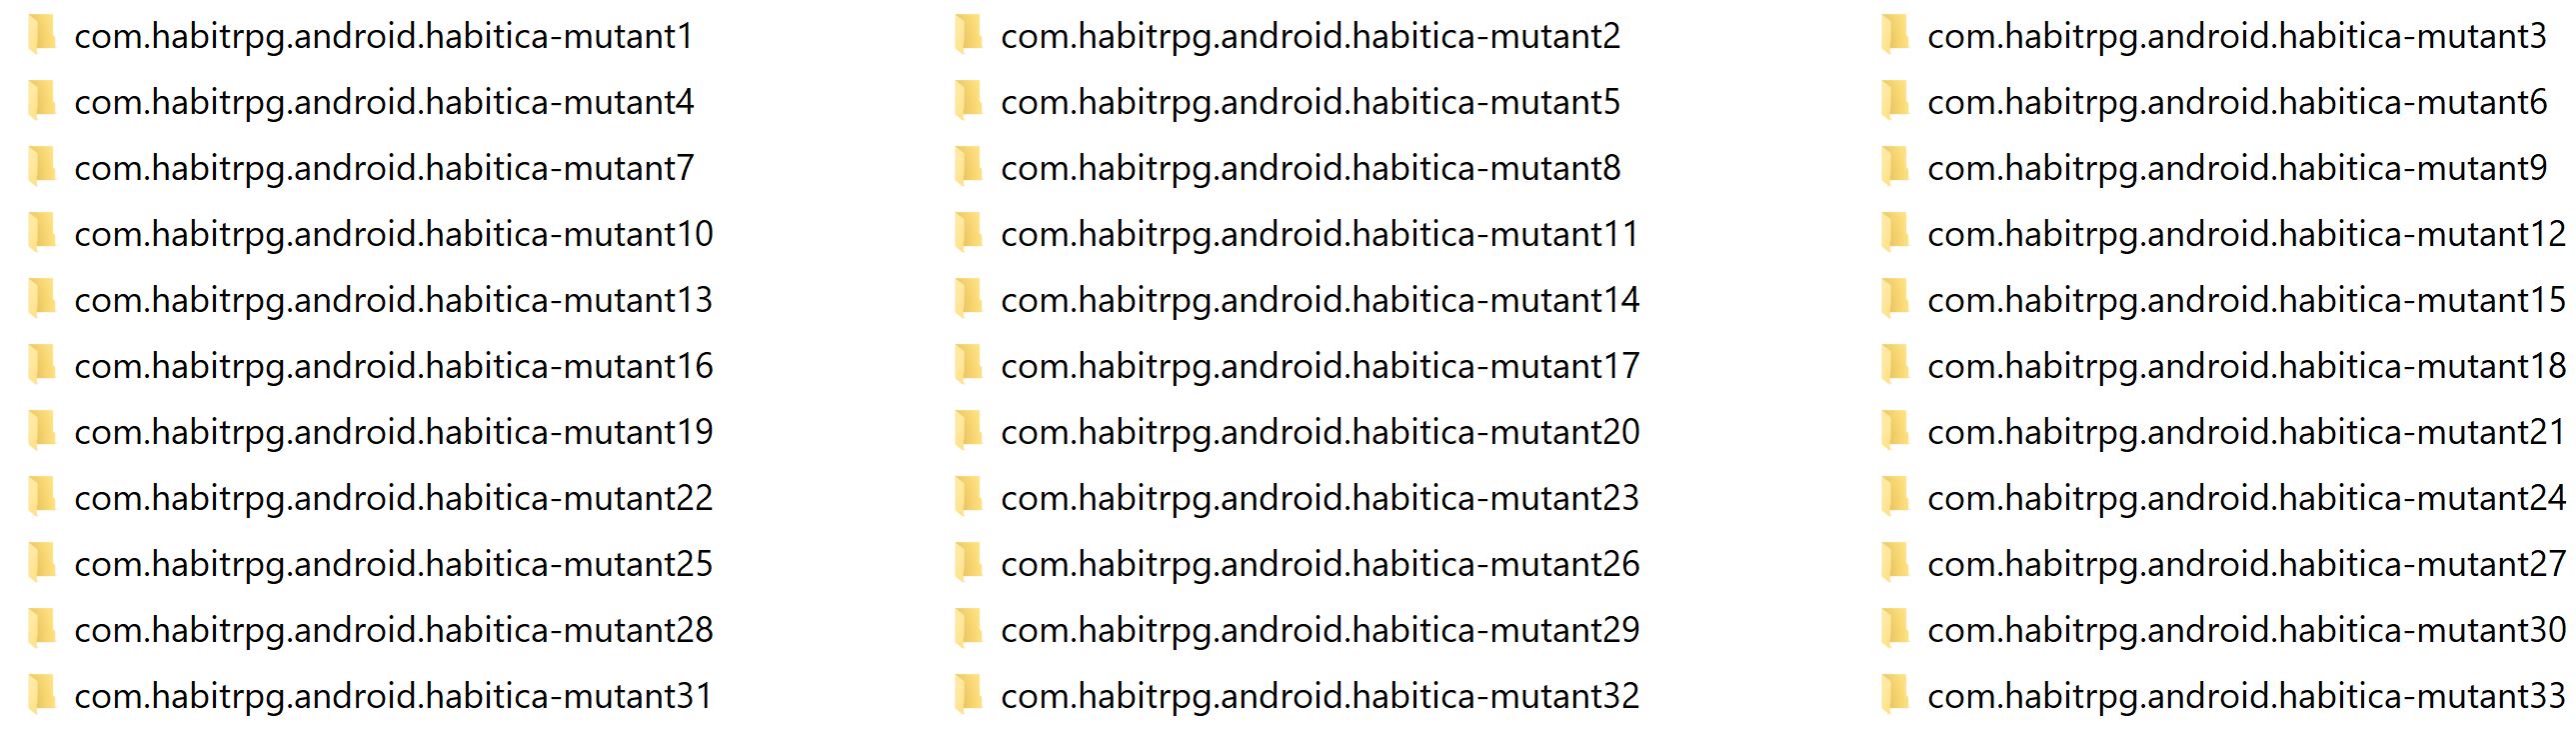 com.habitrpg.android.habitica-mutant1 com.habitrpg.android.habitica-mutant2 com.habitrpg.android.habitica-mutant3
com.habitrpg.android.habitica-mutant4 com.habitrpg.android.habitica-mutant5 com.habitrpg.android.habitica-mutant6
com.habitrpg.android.habitica-mutant7 com.habitrpg.android.habitica-mutant8 com.habitrpg.android.habitica-mutant9
com.habitrpg.android.habitica-mutant10 com.habitrpg.android.habitica-mutant11 com.habitrpg.android.habitica-mutant12
com.habitrpg.android.habitica-mutant13 com.habitrpg.android.habitica-mutant14 com.habitrpg.android.habitica-mutant15
com.habitrpg.android.habitica-mutant16 com.habitrpg.android.habitica-mutant17 com.habitrpg.android.habitica-mutant18
com.habitrpg.android.habitica-mutant19 com.habitrpg.android.habitica-mutant20 com.habitrpg.android.habitica-mutant21
com.habitrpg.android.habitica-mutant22 com.habitrpg.android.habitica-mutant23 com.habitrpg.android.habitica-mutant24
com.habitrpg.android.habitica-mutant25 com.habitrpg.android.habitica-mutant26 com.habitrpg.android.habitica-mutant27
com.habitrpg.android.habitica-mutant28 com.habitrpg.android.habitica-mutant29 com.habitrpg.android.habitica-mutant30
com.habitrpg.android.habitica-mutant31 com.habitrpg.android.habitica-mutant32 com.habitrpg.android.habitica-mutant33